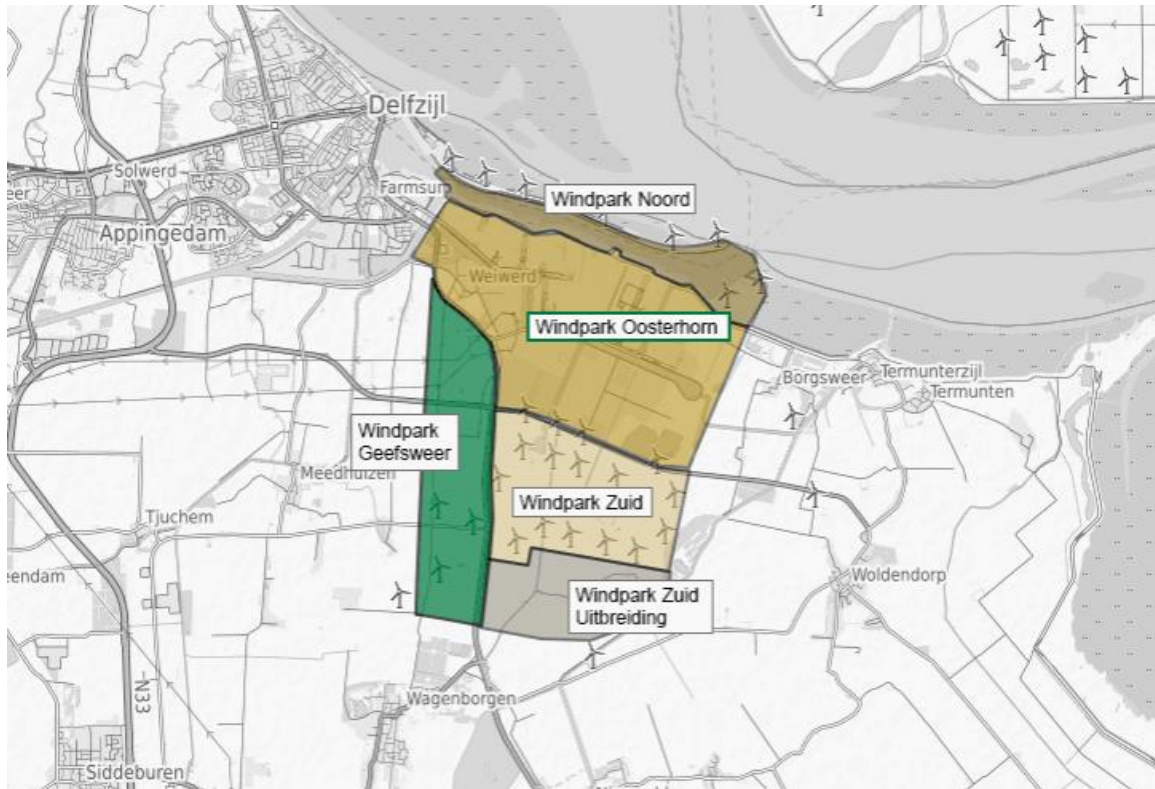 Delfzijl
Solwerd
Farmsum
eer
Windpark Noord
Appingedam
Weiwerd
Windpark Oosterhorn
Borgsweer
Termunterzijl
Termunten
Windpark
Geefsweer
Meedhuizen
Windpark Zuid
Tjuchem
eendam
Woldendorp
Windpark Zuid
Uitbreiding
N33
Wagenborgen
Siddeburen